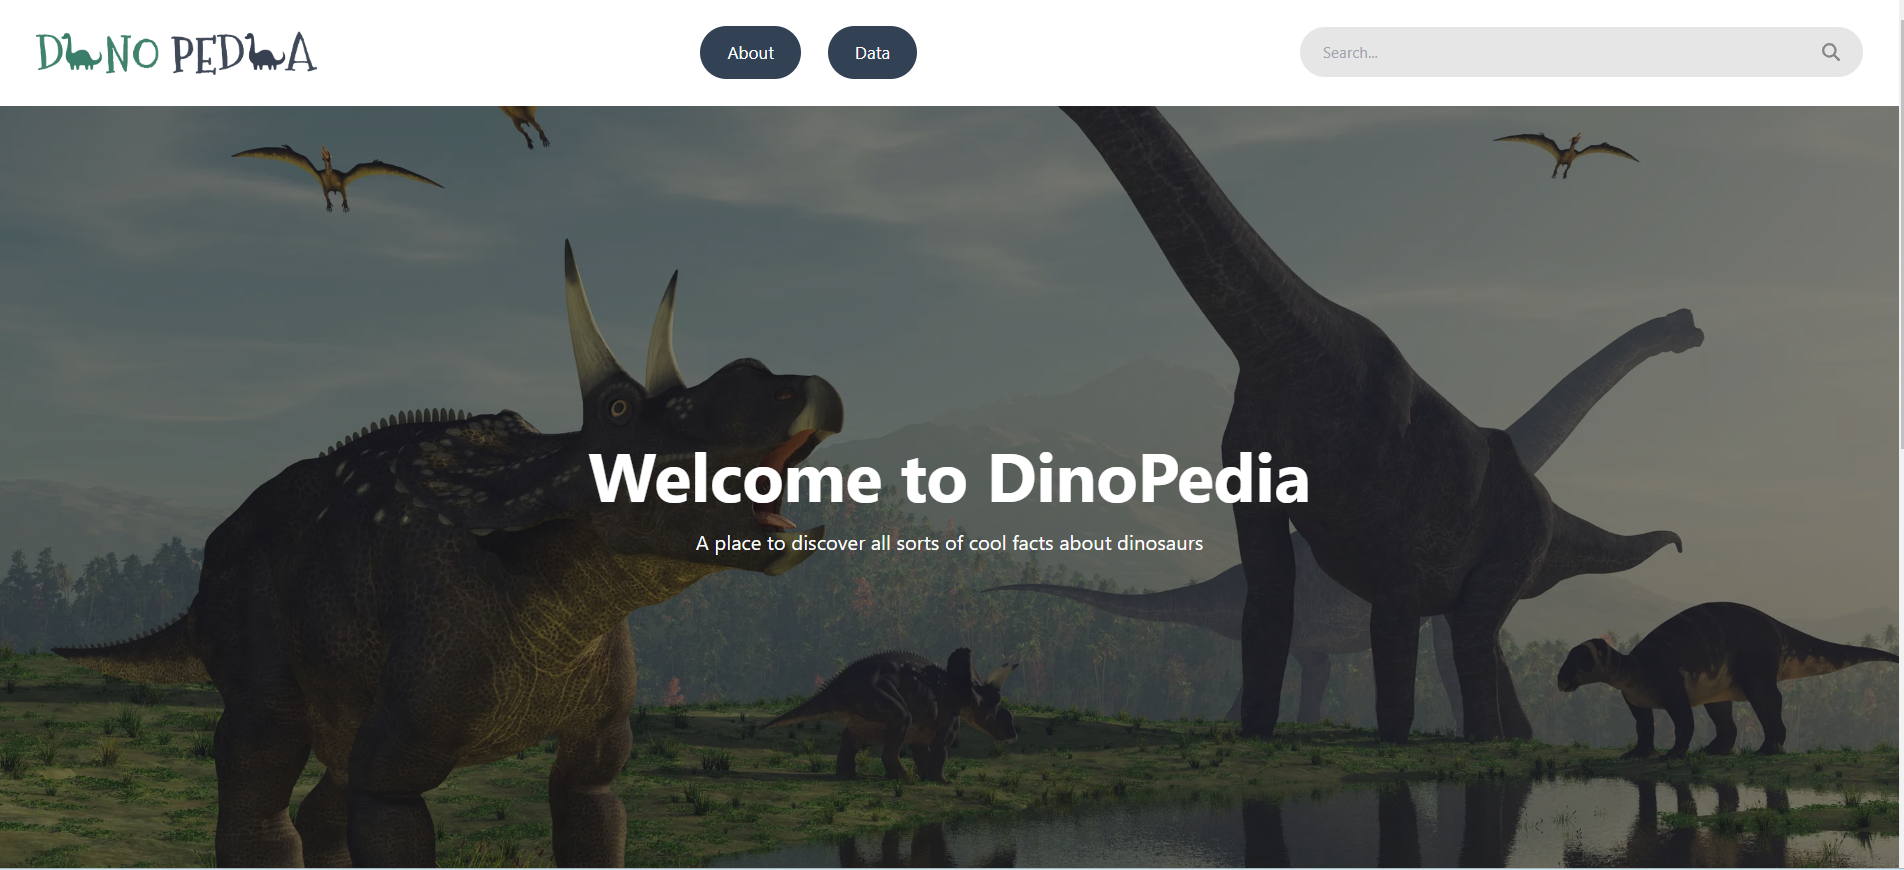 DINO PEDIA
About
Data
Search...
Welcome to DinoPedia
A place to discover all sorts of cool facts about dinosaurs